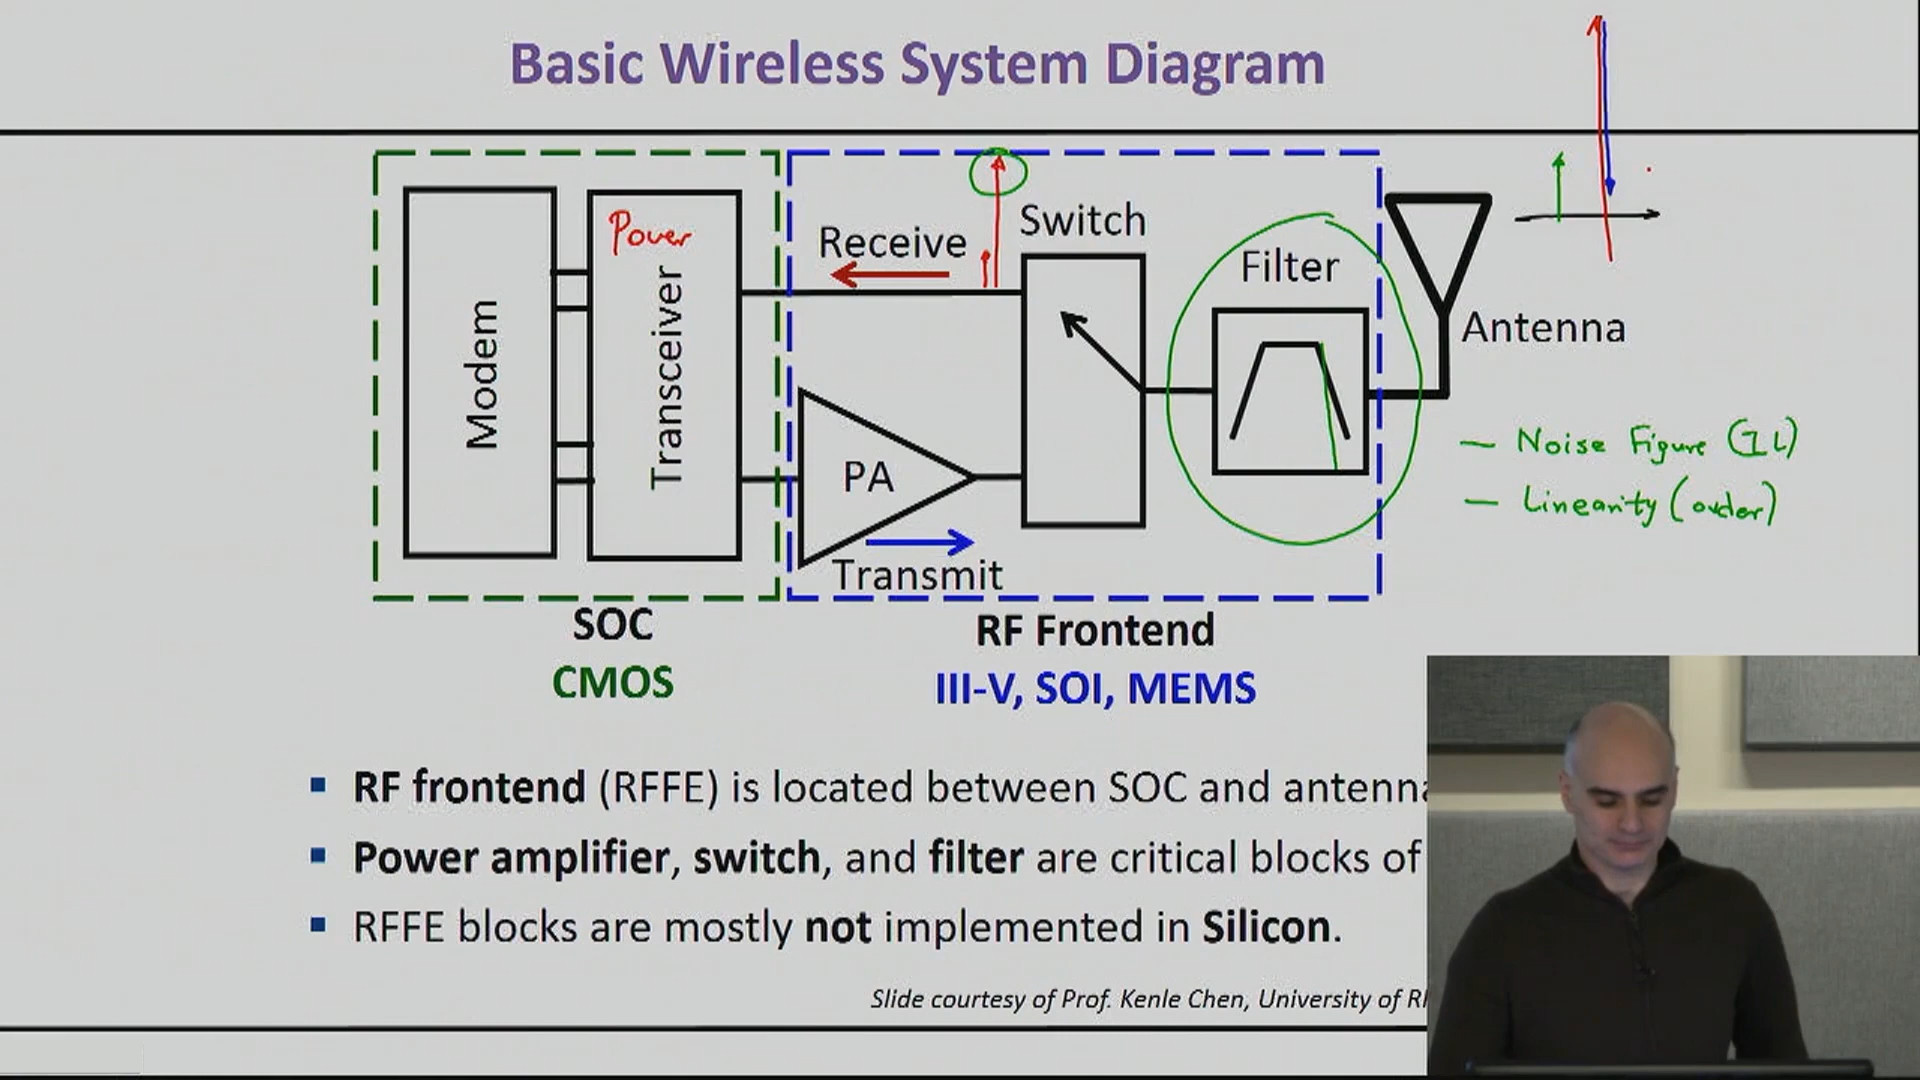 Basic Wireless System Diagram
Power
Receive
Switch
Filter
Modem
Transceiver
Antenna
PA
Transmit
— Noise Figure (IL)
— Linearity (order)
SOC
CMOS
RF Frontend
III-V, SOI, MEMS
▪ RF frontend (RFFE) is located between SOC and antenna
▪ Power amplifier, switch, and filter are critical blocks of
▪ RFFE blocks are mostly not implemented in Silicon.
Slide courtesy of Prof. Kenle Chen, University of